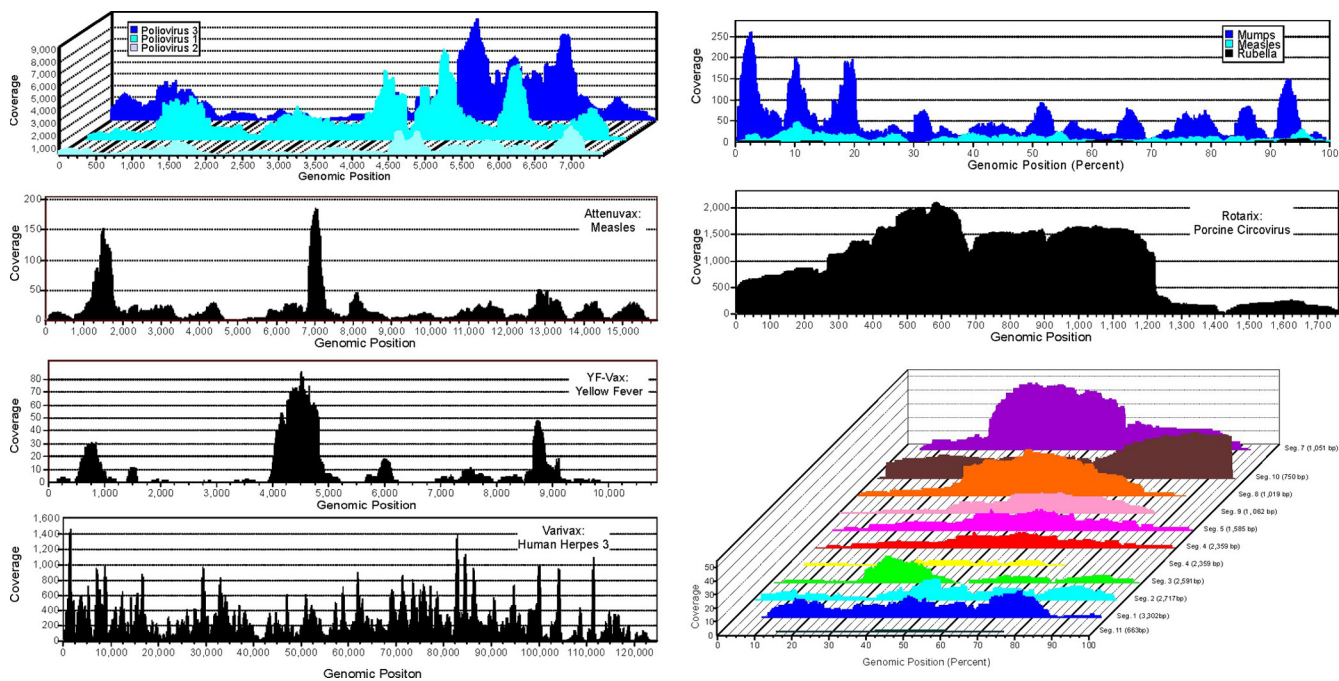 Poliovirus 3
Poliovirus 1
Poliovirus 2
Coverage
9,000
8,000
7,000
6,000
5,000
4,000
3,000
2,000
1,000
0 500 1,000 1,500 2,000 2,500 3,000 3,500 4,000 4,500 5,000 5,500 6,000 6,500 7,000
Genomic Position
Mumps
Measles
Rubella
Coverage
250
200
150
100
50
0
0 10 20 30 40 50 60 70 80 90 100
Genomic Position (Percent)
Attenuvax:
Measles
Coverage
200
150
100
50
0
0 1,000 2,000 3,000 4,000 5,000 6,000 7,000 8,000 9,000 10,000 11,000 12,000 13,000 14,000 15,000
Genomic Position
Rotarix:
Porcine Circovirus
Coverage
2,000
1,500
1,000
500
0
0 100 200 300 400 500 600 700 800 900 1,000 1,100 1,200 1,300 1,400 1,500 1,600 1,700
Genomic Position
YF-Vax:
Yellow Fever
Coverage
80
70
60
50
40
30
20
10
0
0 1,000 2,000 3,000 4,000 5,000 6,000 7,000 8,000 9,000 10,000
Genomic Position
Varivax:
Human Herpes 3
Coverage
1,600
1,400
1,200
1,000
800
600
400
200
0
0 10,000 20,000 30,000 40,000 50,000 60,000 70,000 80,000 90,000 100,000 110,000 120,000
Genomic Positon
Seg. 7 (1,051 bp)
Seg. 10 (750 bp)
Seg. 8 (1,019 bp)
Seg. 9 (1,062 bp)
Seg. 5 (1,585 bp)
Seg. 4 (2,359 bp)
Seg. 4 (2,359 bp)
Seg. 3 (2,591 bp)
Seg. 2 (2,717bp)
Seg. 1 (3,302 bp)
Seg. 11 (663bp)
Coverage
50
40
30
20
10
0
0 10 20 30 40 50 60 70 80 90 100
Genomic Position (Percent)